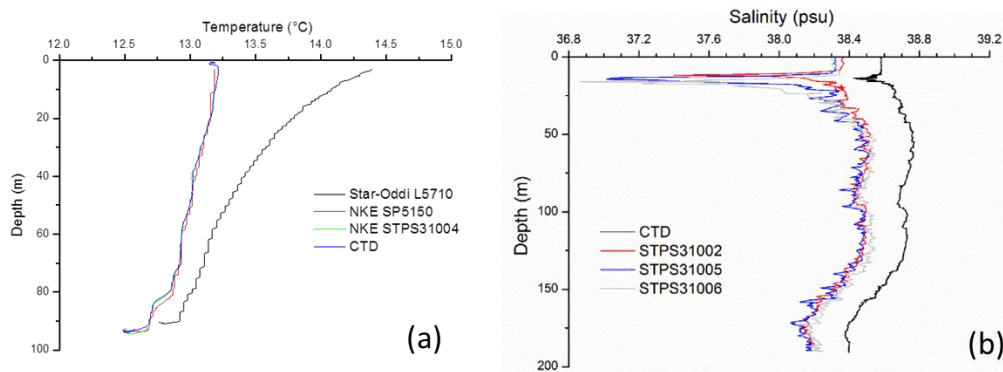 Temperature (°C)
12.0 12.5 13.0 13.5 14.0 14.5 15.0
0
20
40
60
80
100
Depth (m)
Star-Oddi L5710
NKE SP5150
NKE STPS31004
CTD
(a)
Salinity (psu)
36.8 37.2 37.6 38.0 38.4 38.8 39.2
0
50
100
150
200
Depth (m)
CTD
STPS31002
STPS31005
STPS31006
(b)